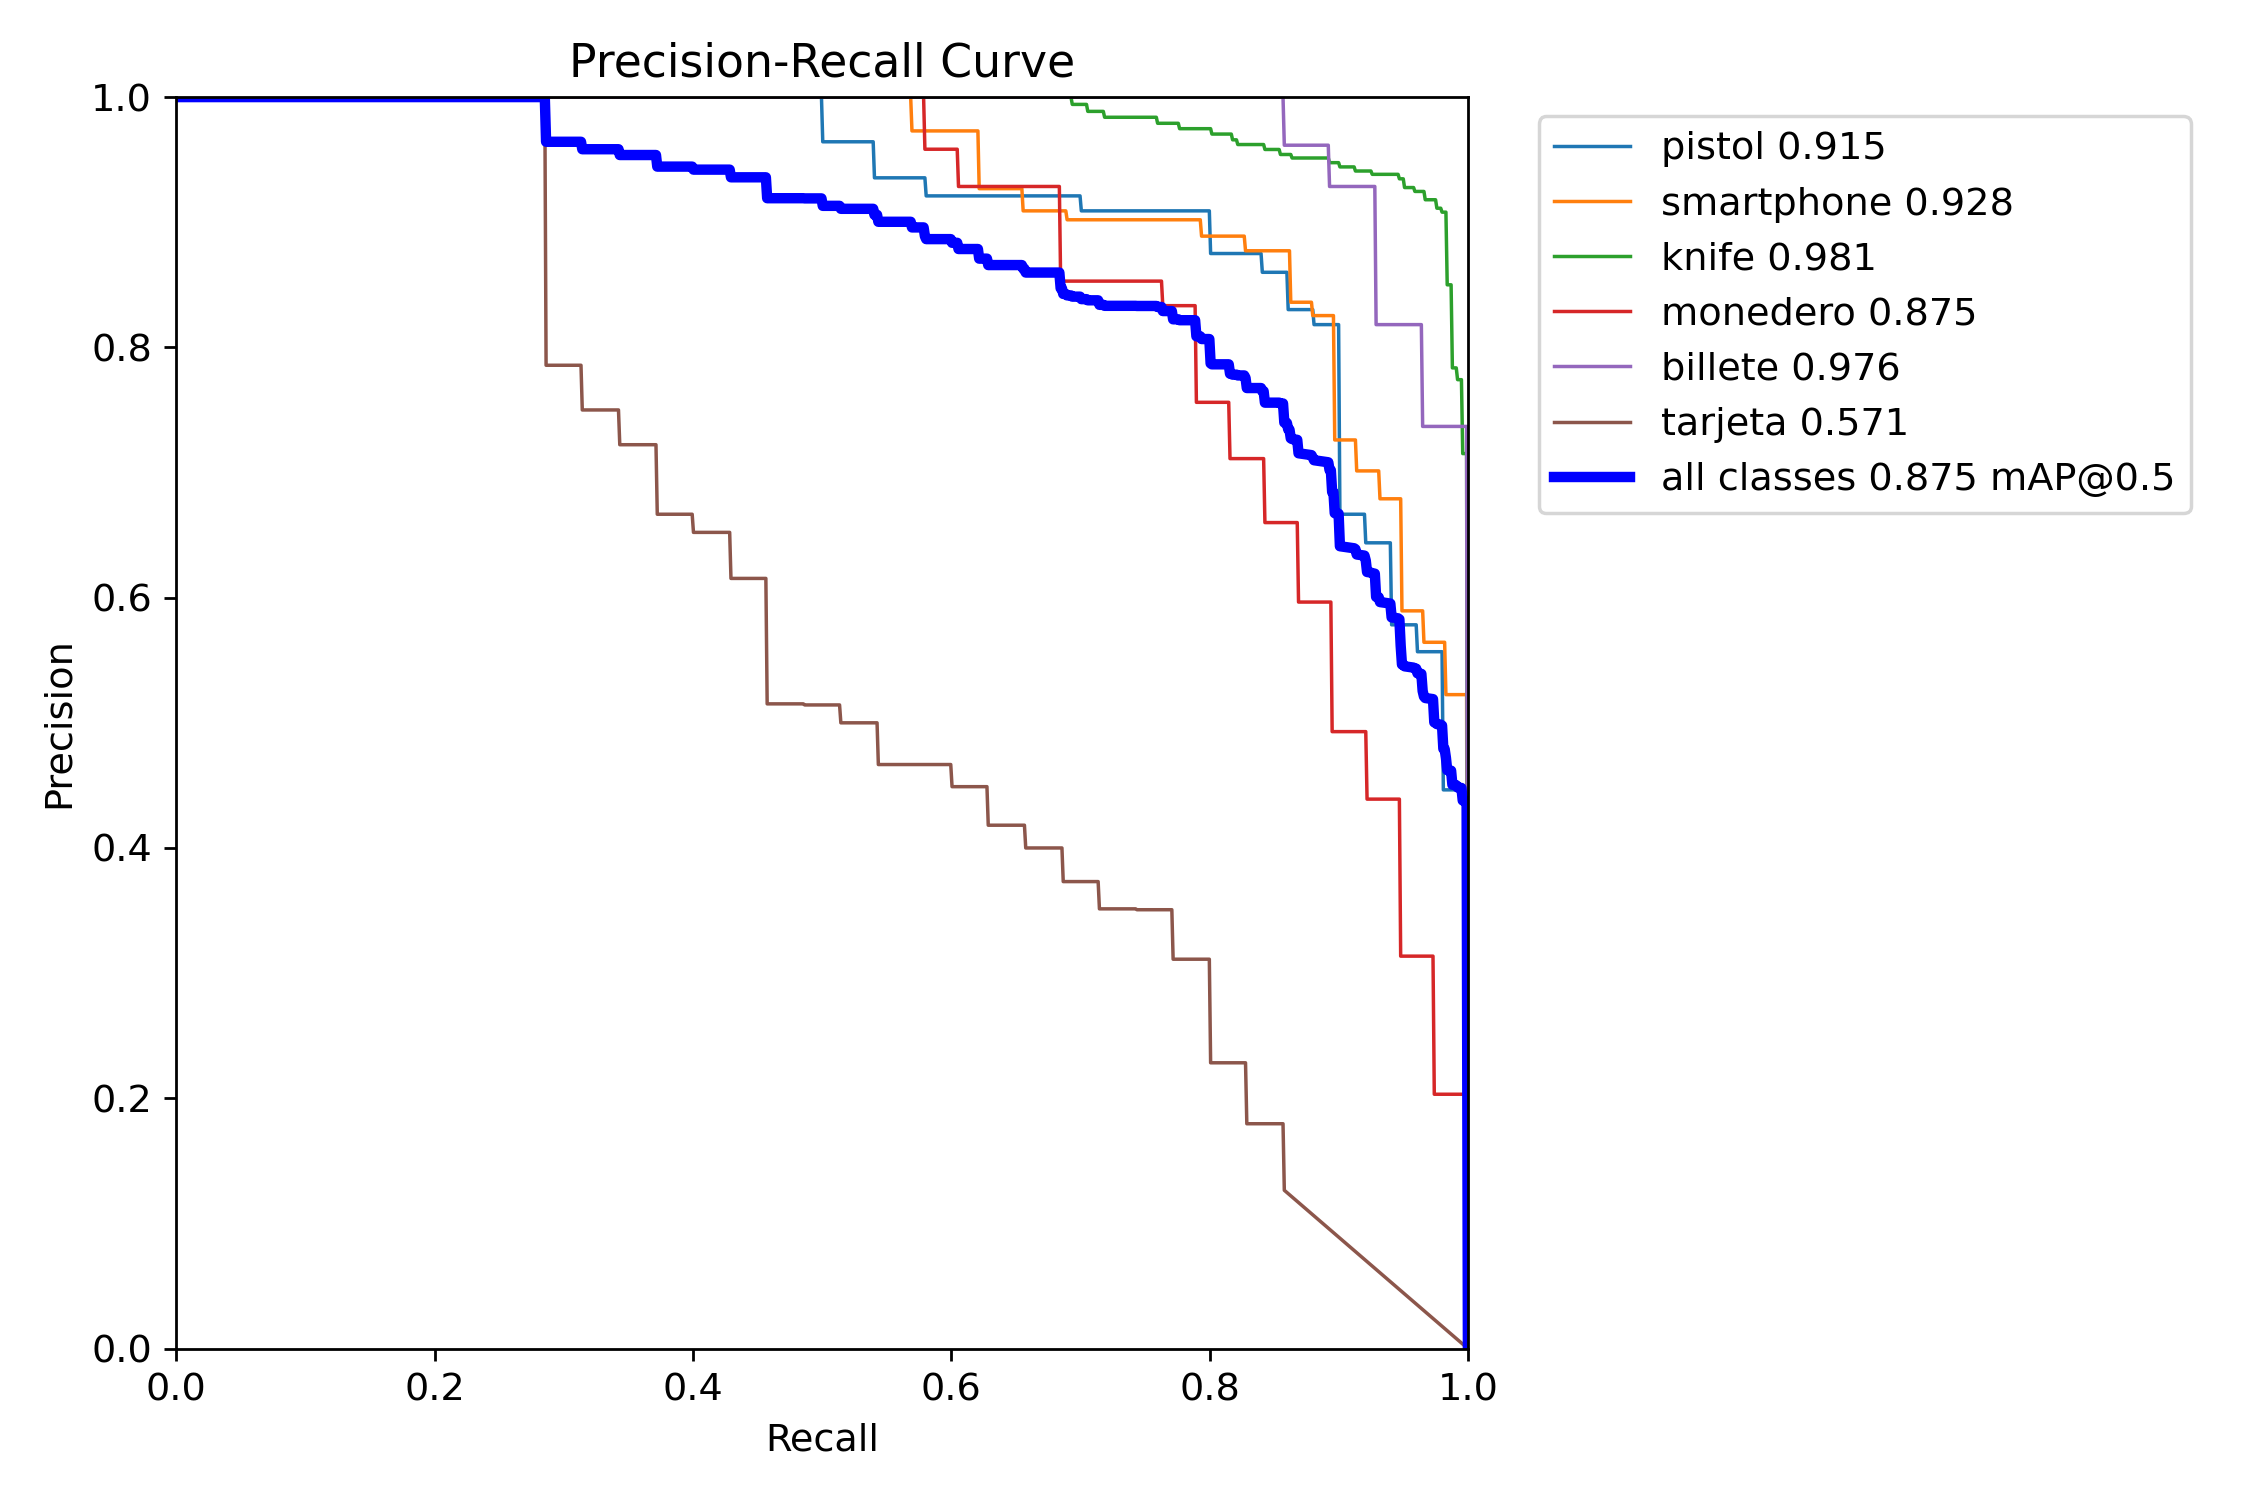 Precision-Recall Curve
1.0
0.8
0.6
0.4
0.2
0.0
Precision
0.0 0.2 0.4 0.6 0.8 1.0
Recall
pistol 0.915
smartphone 0.928
knife 0.981
monedero 0.875
billete 0.976
tarjeta 0.571
all classes 0.875 mAP@0.5